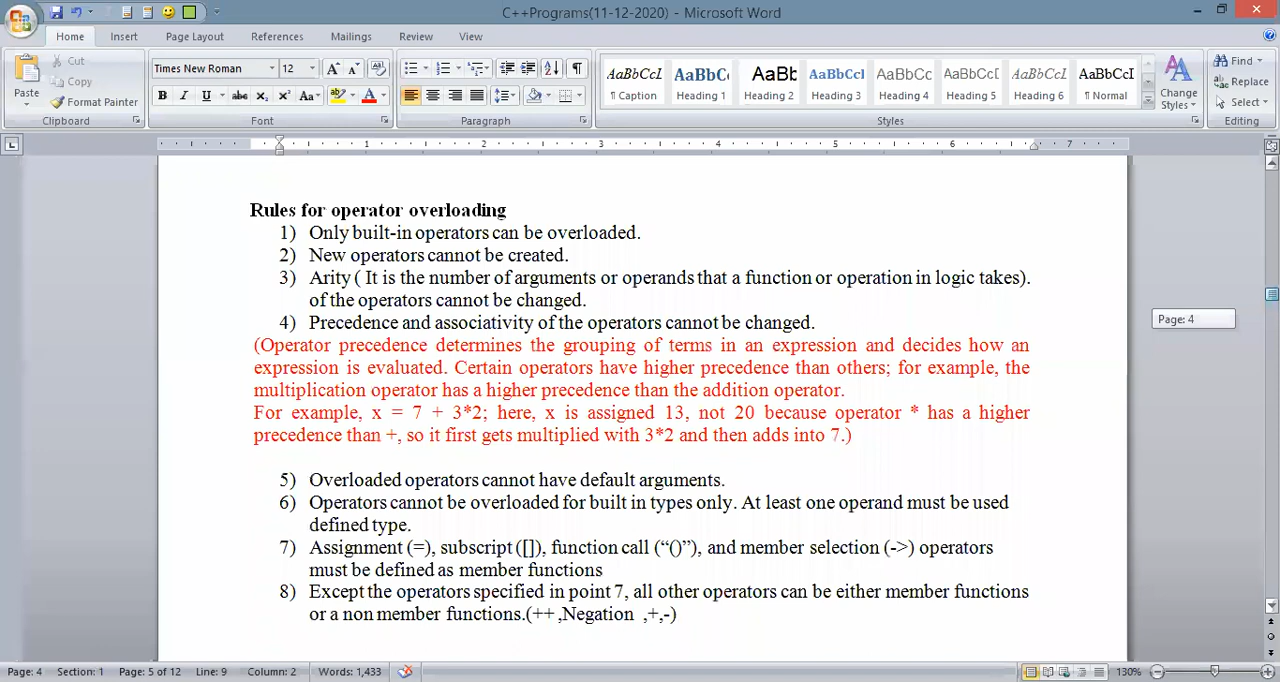 C++Programs(11-12-2020) - Microsoft Word
Home Insert Page Layout References Mailings Review View
Paste
Cut
Copy
Format Painter
Clipboard
Times New Roman 12
Font
Paragraph
AaBbCcI AaBbC AaBbC AaBbCcI AaBbCcI AaBbCcD AaBbCcI AaBbCcI
¶ Caption Heading 1 Heading 2 Heading 3 Heading 4 Heading 5 Heading 6 ¶ Normal
Styles
Change Styles
Find
Replace
Select
Editing
1 2 3 4 5 6 7
Rules for operator overloading
1) Only built-in operators can be overloaded.
2) New operators cannot be created.
3) Arity ( It is the number of arguments or operands that a function or operation in logic takes).
of the operators cannot be changed.
4) Precedence and associativity of the operators cannot be changed.
(Operator precedence determines the grouping of terms in an expression and decides how an
expression is evaluated. Certain operators have higher precedence than others; for example, the
multiplication operator has a higher precedence than the addition operator.
For example, x = 7 + 3*2; here, x is assigned 13, not 20 because operator * has a higher
precedence than +, so it first gets multiplied with 3*2 and then adds into 7.)
5) Overloaded operators cannot have default arguments.
6) Operators cannot be overloaded for built in types only. At least one operand must be used
defined type.
7) Assignment (=), subscript ([]), function call (“()”), and member selection (->) operators
must be defined as member functions
8) Except the operators specified in point 7, all other operators can be either member functions
or a non member functions.(++ ,Negation ,+,-)
Page: 4
Page: 4 Section: 1 Page: 5 of 12 Line: 9 Column: 2 Words: 1,433 130%